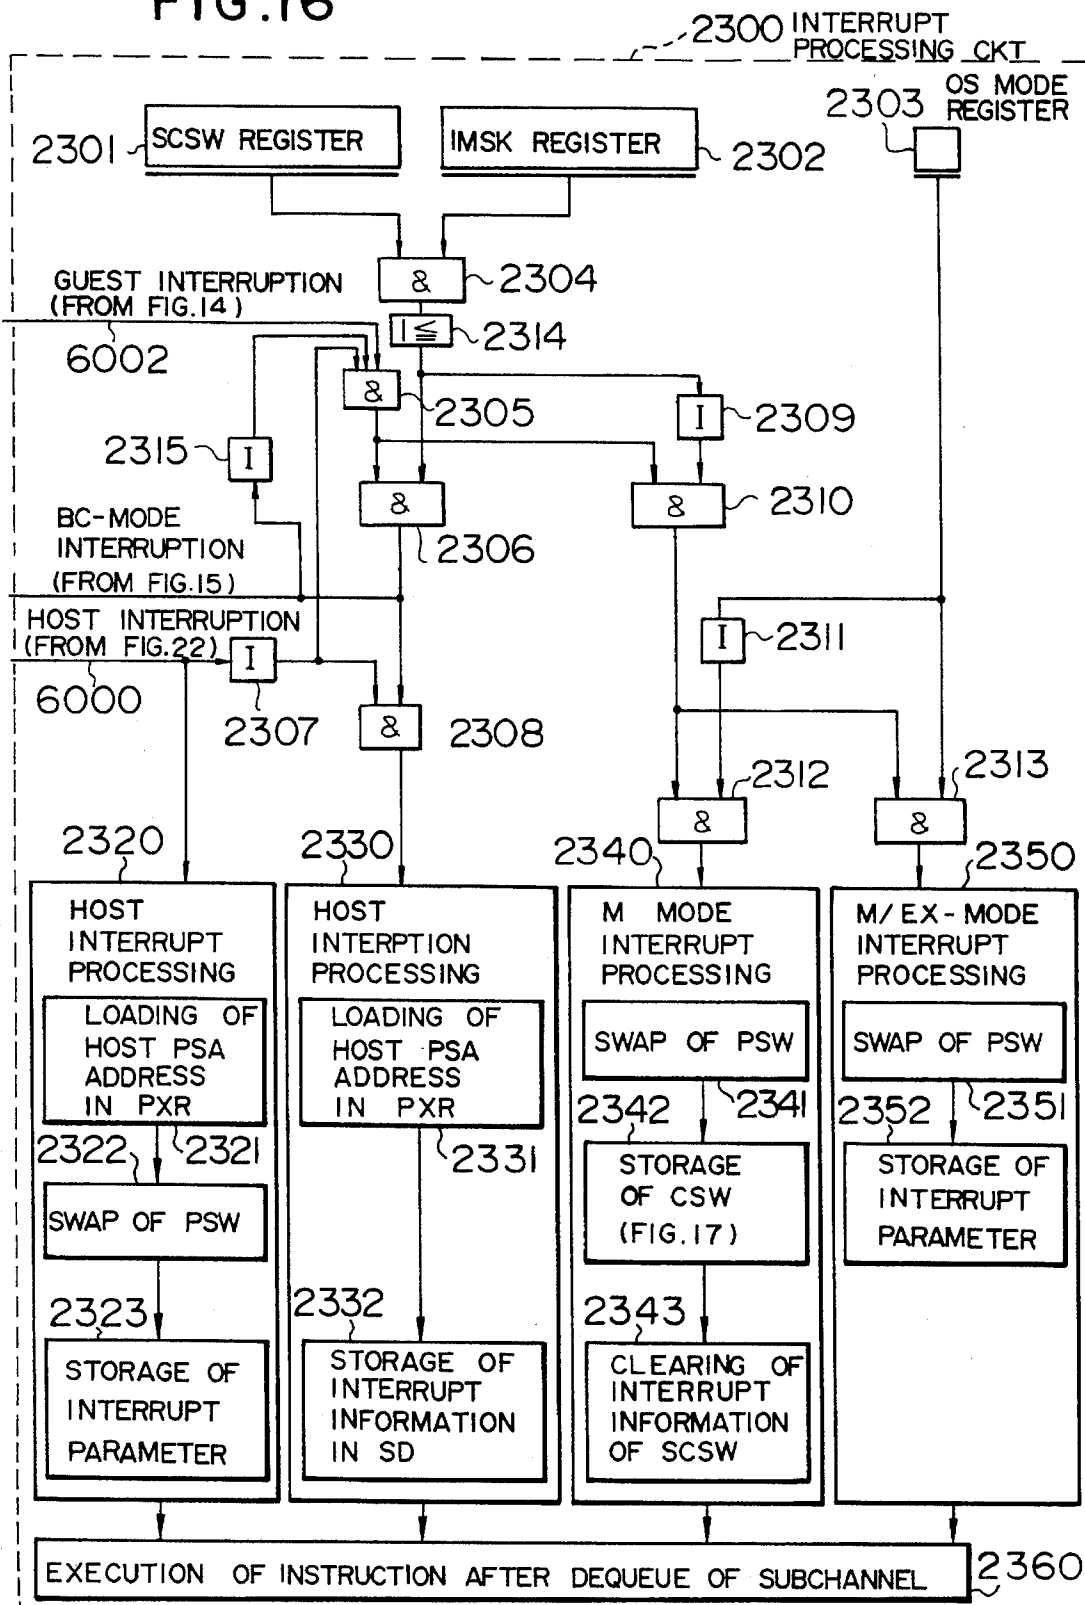 FIG.16
2300 INTERRUPT
PROCESSING CKT
OS MODE
REGISTER
2303
2301
SCSW REGISTER
IMSK REGISTER
2302
&
2304
GUEST INTERRUPTION
(FROM FIG.14)
1≦
2314
6002
&
2305
I
2309
2315
I
&
2306
&
2310
BC-MODE
INTERRUPTION
(FROM FIG.15)
HOST INTERRUPTION
(FROM FIG.22)
I
2311
6000
I
2307
&
2308
2312
&
2313
&
2320
2330
2340
2350
HOST
INTERRUPT
PROCESSING
LOADING OF
HOST PSA
ADDRESS
IN PXR
2322
2321
SWAP OF PSW
2323
STORAGE OF
INTERRUPT
PARAMETER
HOST
INTERPTION
PROCESSING
LOADING OF
HOST PSA
ADDRESS
IN PXR
2331
2332
STORAGE OF
INTERRUPT
INFORMATION
IN SD
M MODE
INTERRUPT
PROCESSING
SWAP OF PSW
2342
2341
STORAGE
OF CSW
(FIG.17)
2343
CLEARING OF
INTERRUPT
INFORMATION
OF SCSW
M/EX-MODE
INTERRUPT
PROCESSING
SWAP OF PSW
2352
2351
STORAGE OF
INTERRUPT
PARAMETER
EXECUTION OF INSTRUCTION AFTER DEQUEUE OF SUBCHANNEL
2360